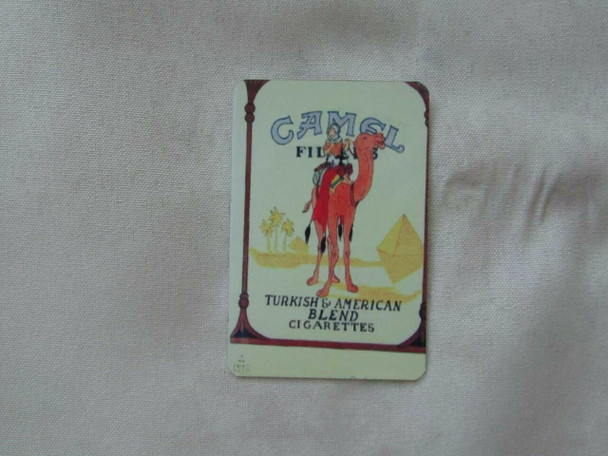 CAMEL
TURKISH & AMERICAN
BLEND
CIGARETTES